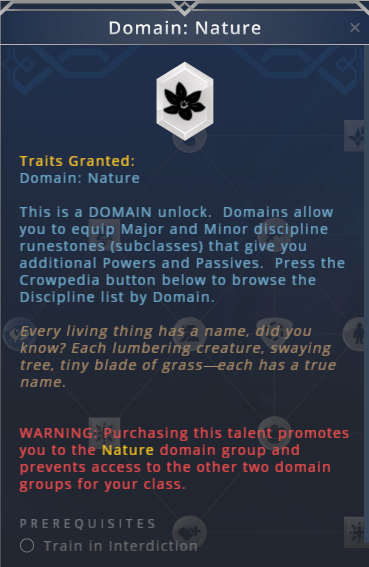 Domain: Nature
Traits Granted:
Domain: Nature
This is a DOMAIN unlock. Domains allow
you to equip Major and Minor discipline
runestones (subclasses) that give you
additional Powers and Passives. Press the
Crowpedia button below to browse the
Discipline list by Domain.
Every living thing has a name, did you
know? Each lumbering creature, swaying
tree, tiny blade of grass—each has a true
name.
WARNING: Purchasing this talent promotes
you to the Nature domain group and
prevents access to the other two domain
groups for your class.
PREREQUISITES
Train in Interdiction